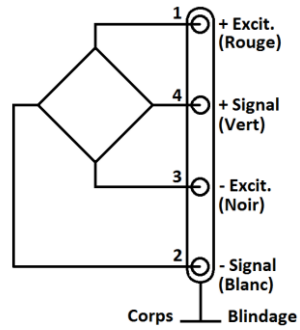 1 + Excit.
(Rouge)
4 + Signal
(Vert)
3 - Excit.
(Noir)
2 - Signal
(Blanc)
Corps Blindage